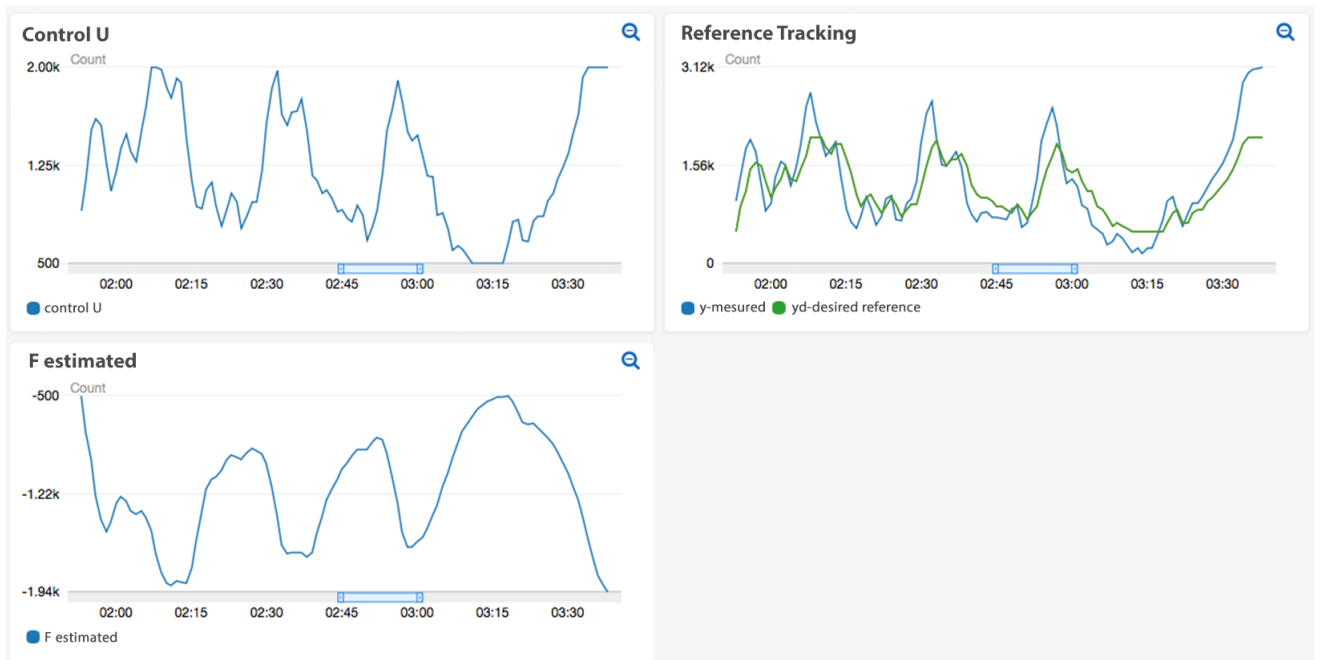 Control U
Count
2.00k
1.25k
500
02:00 02:15 02:30 02:45 03:00 03:15 03:30
control U
Reference Tracking
Count
3.12k
1.56k
0
02:00 02:15 02:30 02:45 03:00 03:15 03:30
y-mesured yd-desired reference
F estimated
Count
-500
-1.22k
-1.94k
02:00 02:15 02:30 02:45 03:00 03:15 03:30
F estimated